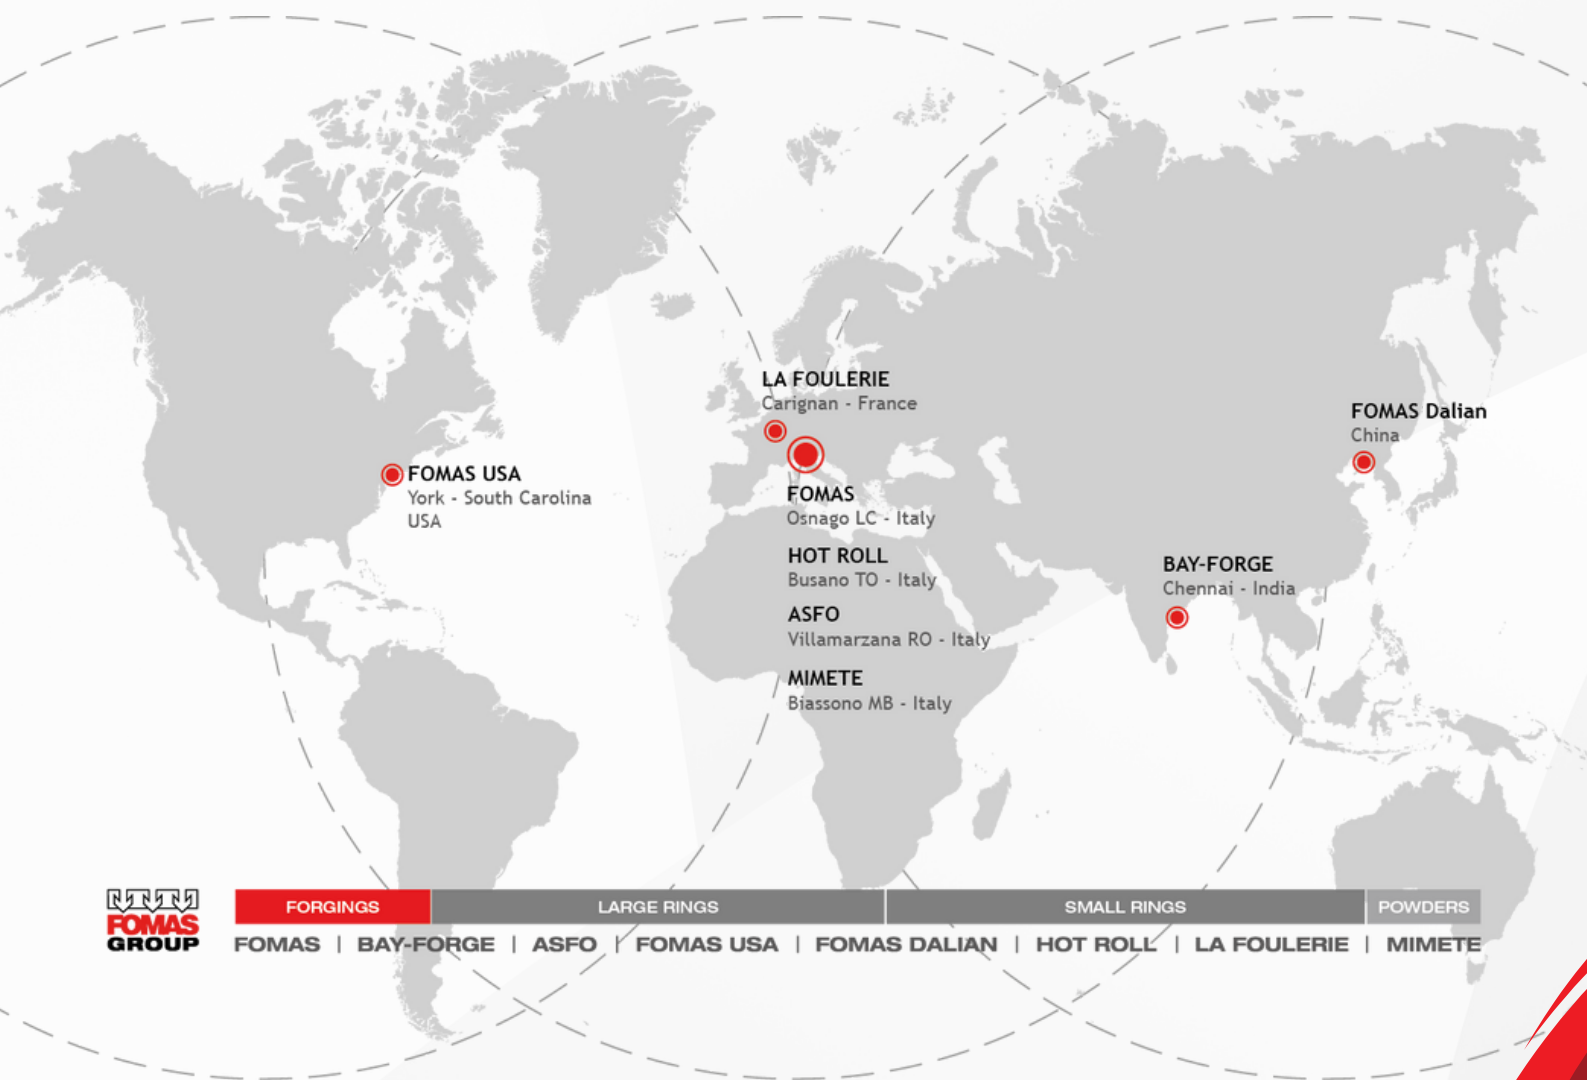 LA FOULERIE
Carignan - France
FOMAS Dalian
China
FOMAS USA
York - South Carolina
USA
FOMAS
Osnago LC - Italy
HOT ROLL
Busano TO - Italy
BAY-FORGE
Chennai - India
ASFO
Villamarzana RO - Italy
MIMETE
Biassono MB - Italy
FOMAS
GROUP
FORGINGS LARGE RINGS SMALL RINGS POWDERS
FOMAS | BAY-FORGE | ASFO | FOMAS USA | FOMAS DALIAN | HOT ROLL | LA FOULERIE | MIMETE